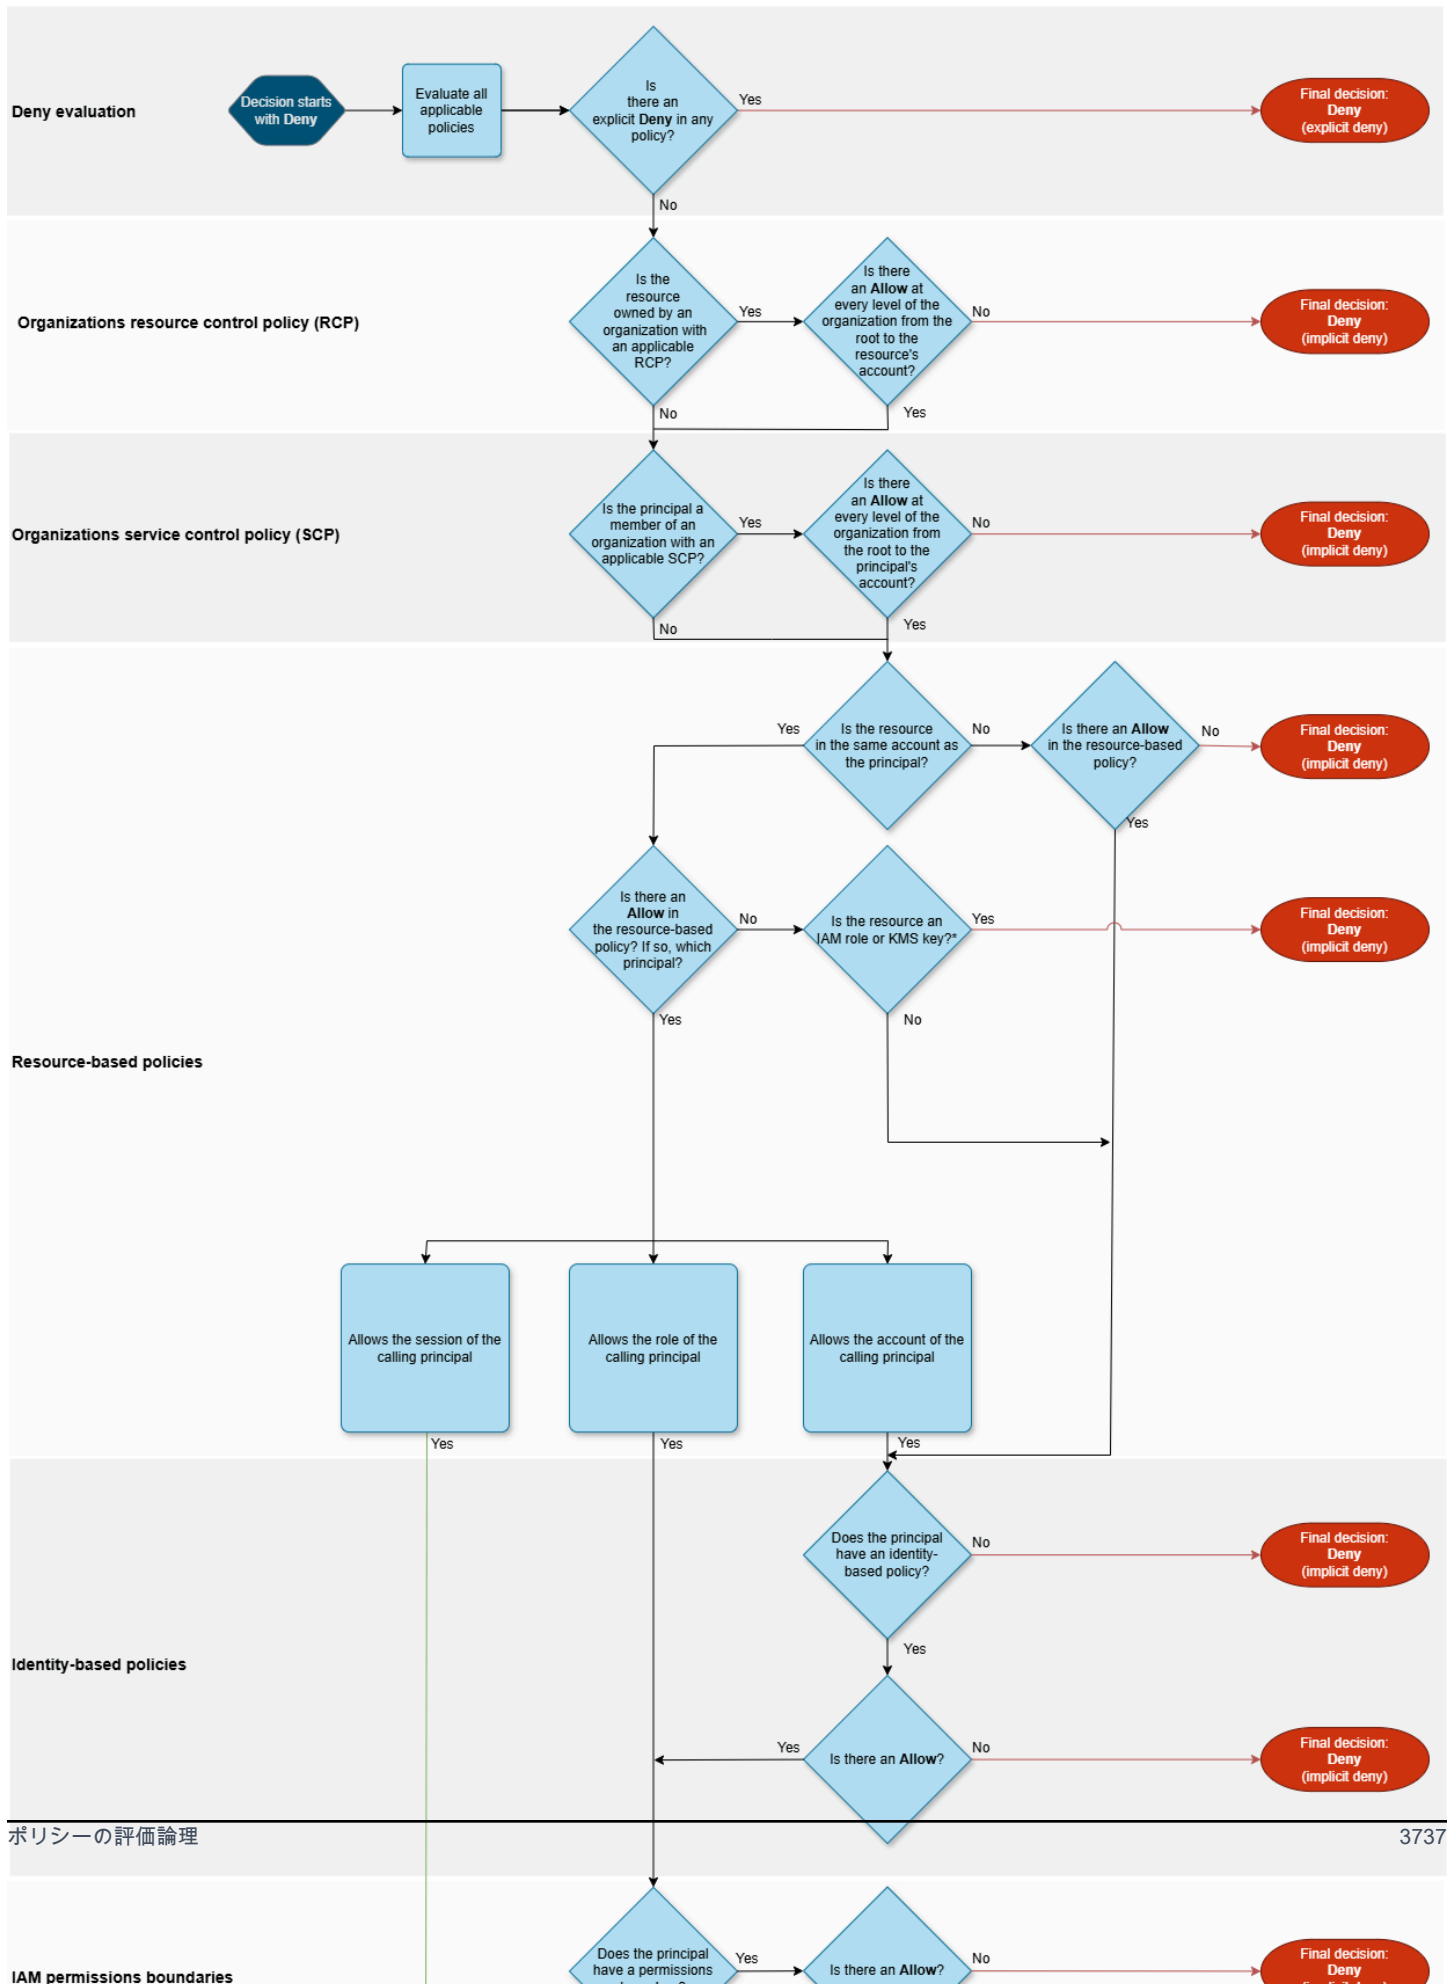 Deny evaluation
Decision starts
with Deny
Evaluate all
applicable
policies
Is
there an
explicit Deny in any
policy?
Yes
Final decision:
Deny
(explicit deny)
No
Organizations resource control policy (RCP)
Is the
resource
owned by an
organization with
an applicable
RCP?
Yes
Is there
an Allow at
every level of the
organization from the
root to the
resource's
account?
No
Final decision:
Deny
(implicit deny)
No
Yes
Organizations service control policy (SCP)
Is the principal a
member of an
organization with an
applicable SCP?
Yes
Is there
an Allow at
every level of the
organization from
the root to the
principal's
account?
No
Final decision:
Deny
(implicit deny)
No
Yes
Yes
Is the resource
in the same account as
the principal?
No
Is there an Allow
in the resource-based
policy?
No
Final decision:
Deny
(implicit deny)
Yes
Is there an
Allow in
the resource-based
policy? If so, which
principal?
No
Is the resource an
IAM role or KMS key?*
Yes
Final decision:
Deny
(implicit deny)
Yes
No
Resource-based policies
Allows the session of the
calling principal
Allows the role of the
calling principal
Allows the account of the
calling principal
Yes
Yes
Yes
Does the principal
have an identity-
based policy?
No
Final decision:
Deny
(implicit deny)
Yes
Identity-based policies
Yes
Is there an Allow?
No
Final decision:
Deny
(implicit deny)
ポリシーの評価論理
3737
IAM permissions boundaries
Does the principal
have a permissions
Yes
Is there an Allow?
No
Final decision:
Deny